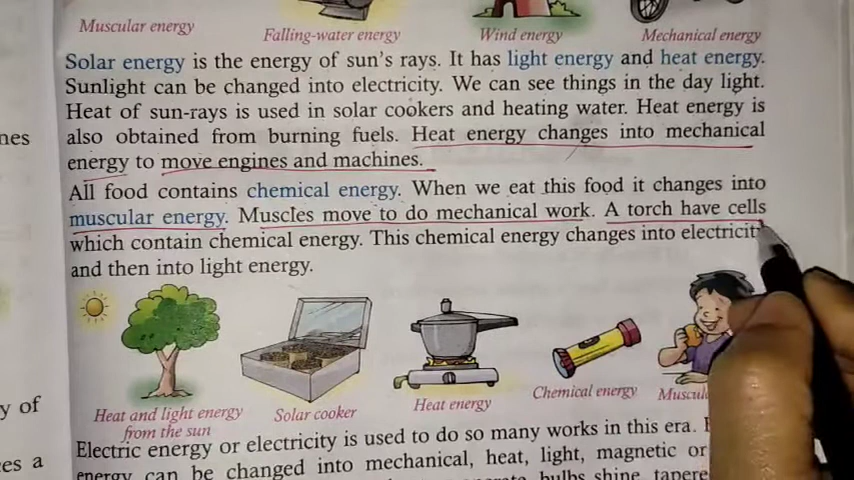 Muscular energy
Falling-water energy
Wind energy
Mechanical energy
nes
Solar energy is the energy of sun's rays. It has light energy and heat energy.
Sunlight can be changed into electricity. We can see things in the day light.
Heat of sun-rays is used in solar cookers and heating water. Heat energy is
also obtained from burning fuels. Heat energy changes into mechanical
energy to move engines and machines.
All food contains chemical energy. When we eat this food it changes into
muscular energy. Muscles move to do mechanical work. A torch have cells
which contain chemical energy. This chemical energy changes into electricity
and then into light energy.
Heat and light energy
from the sun
Solar cooker
Heat energy
Chemical energy
y of
es a
Electric energy or electricity is used to do so many works in this era.
energy can be changed into mechanical, heat, light, magnetic or
bulbs shine